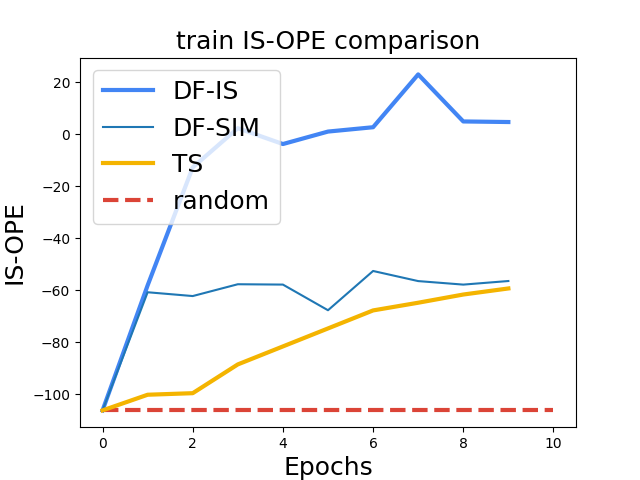 train IS-OPE comparison
DF-IS
DF-SIM
TS
random
IS-OPE
20
0
−20
−40
−60
−80
−100
0 2 4 6 8 10
Epochs